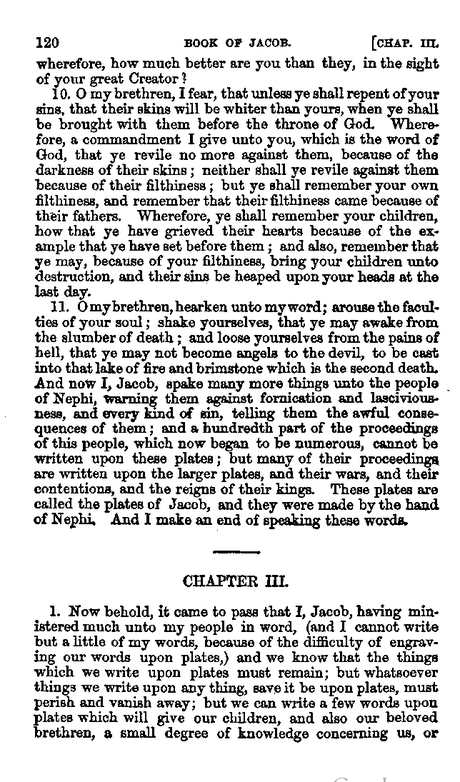 120 BOOK OF JACOB. [CHAP. III.
wherefore, how much better are you than they, in the sight
of your great Creator?
10. O my brethren, I fear, that unless ye shall repent of your
sins, that their skins will be whiter than yours, when ye shall
be brought with them before the throne of God. Where-
fore, a commandment I give unto you, which is the word of
God, that ye revile no more against them, because of the
darkness of their skins; neither shall ye revile against them
because of their filthiness; but ye shall remember your own
filthiness, and remember that their filthiness came because of
their fathers. Wherefore, ye shall remember your children,
how that ye have grieved their hearts because of the ex-
ample that ye have set before them; and also, remember that
ye may, because of your filthiness, bring your children unto
destruction, and their sins be heaped upon your heads at the
last day.
11. O my brethren, hearken unto my word; arouse the facul-
ties of your soul; shake yourselves, that ye may awake from
the slumber of death; and loose yourselves from the pains of
hell, that ye may not become angels to the devil, to be cast
into that lake of fire and brimstone which is the second death.
And now I, Jacob, spake many more things unto the people
of Nephi, warning them against fornication and lascivious-
ness, and every kind of sin, telling them the awful conse-
quences of them; and a hundredth part of the proceedings
of this people, which now began to be numerous, cannot be
written upon these plates; but many of their proceedings
are written upon the larger plates, and their wars, and their
contentions, and the reigns of their kings. These plates are
called the plates of Jacob, and they were made by the hand
of Nephi. And I make an end of speaking these words.
CHAPTER III.
1. Now behold, it came to pass that I, Jacob, having min-
istered much unto my people in word, (and I cannot write
but a little of my words, because of the difficulty of engrav-
ing our words upon plates,) and we know that the things
which we write upon plates must remain; but whatsoever
things we write upon any thing, save it be upon plates, must
perish and vanish away; but we can write a few words upon
plates which will give our children, and also our beloved
brethren, a small degree of knowledge concerning us, or